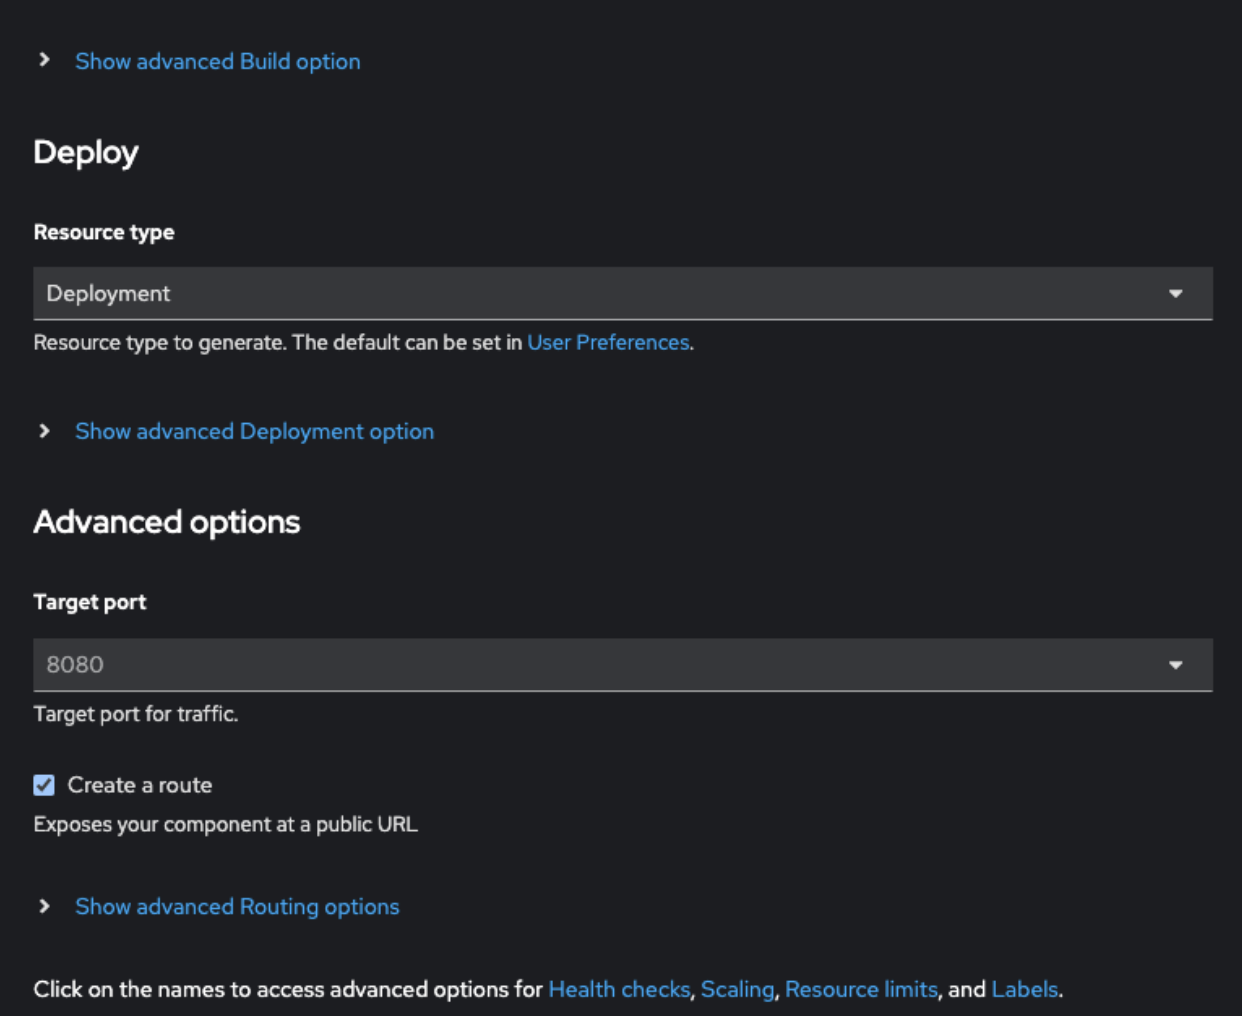 Show advanced Build option
Deploy
Resource type
Deployment
Resource type to generate. The default can be set in User Preferences.
Show advanced Deployment option
Advanced options
Target port
8080
Target port for traffic.
Create a route
Exposes your component at a public URL
Show advanced Routing options
Click on the names to access advanced options for Health checks, Scaling, Resource limits, and Labels.